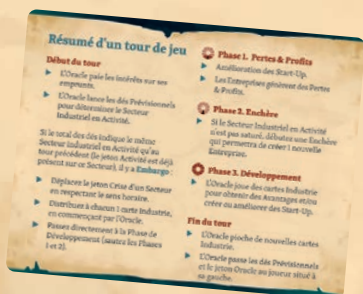 Résumé d'un tour de jeu
Début du tour
L'Oracle paie les intérêts sur ses
emprunts.
L'Oracle lance les dés Prévisionnels
pour déterminer le Secteur
Industriel en Activité.
Si le total des dés indique le même
Secteur Industriel en Activité qu'au
tour précédent (le jeton Activité est déjà
présent sur ce Secteur), il y a Embargo :
Déplacez le jeton Crise d'un Secteur
en respectant le sens horaire.
Distribuez à chacun 1 carte Industrie,
en commençant par l'Oracle.
Passez directement à la Phase de
Développement (sautez les Phases
1 et 2).
Phase 1. Pertes & Profits
Amélioration des Start-Up.
Les Entreprises génèrent des Pertes
& Profits.
Phase 2. Enchère
Si le Secteur Industriel en Activité
n'est pas saturé, débutez une Enchère
qui permettra de créer 1 nouvelle
Entreprise.
Phase 3. Développement
L'Oracle joue des cartes Industrie
pour obtenir des Avantages et/ou
créer ou améliorer des Start-Up.
Fin du tour
L'Oracle pioche de nouvelles cartes
Industrie.
L'Oracle passe les dés Prévisionnels
et le jeton Oracle au joueur situé à
sa gauche.